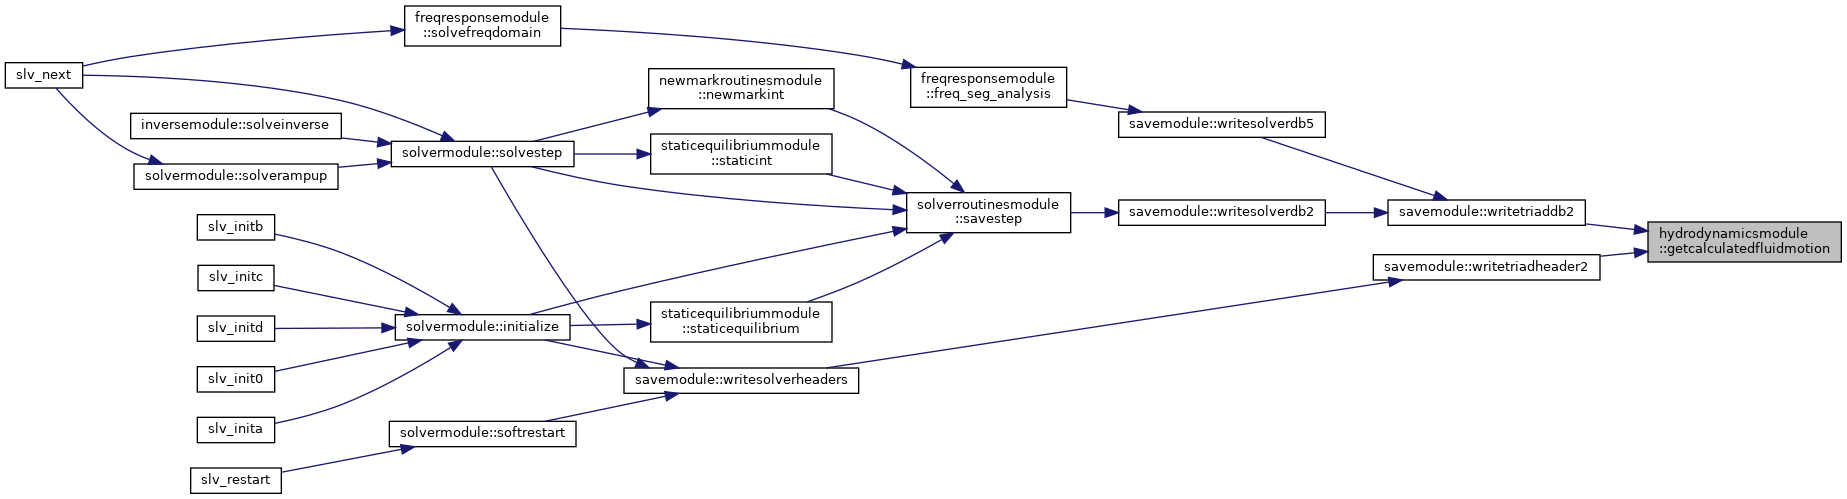 freqresponsemodule
::solvefreqdomain
slv_next
newmarkroutinesmodule
::newmarkint
freqresponsemodule
::freq_seg_analysis
inversemodule::solveinverse
savemodule::writesolverdb5
staticequilibriummodule
::staticint
solvermodule::solvestep
solvermodule::solverampup
solverroutinesmodule
::savestep
savemodule::writesolverdb2
savemodule::writetriaddb2
slv_initb
hydrodynamicsmodule
::getcalculatedfluidmotion
savemodule::writetriadheader2
slv_initc
staticequilibriummodule
::staticequilibrium
solvermodule::initialize
slv_initd
slv_init0
savemodule::writesolverheaders
slv_inita
solvermodule::softrestart
slv_restart